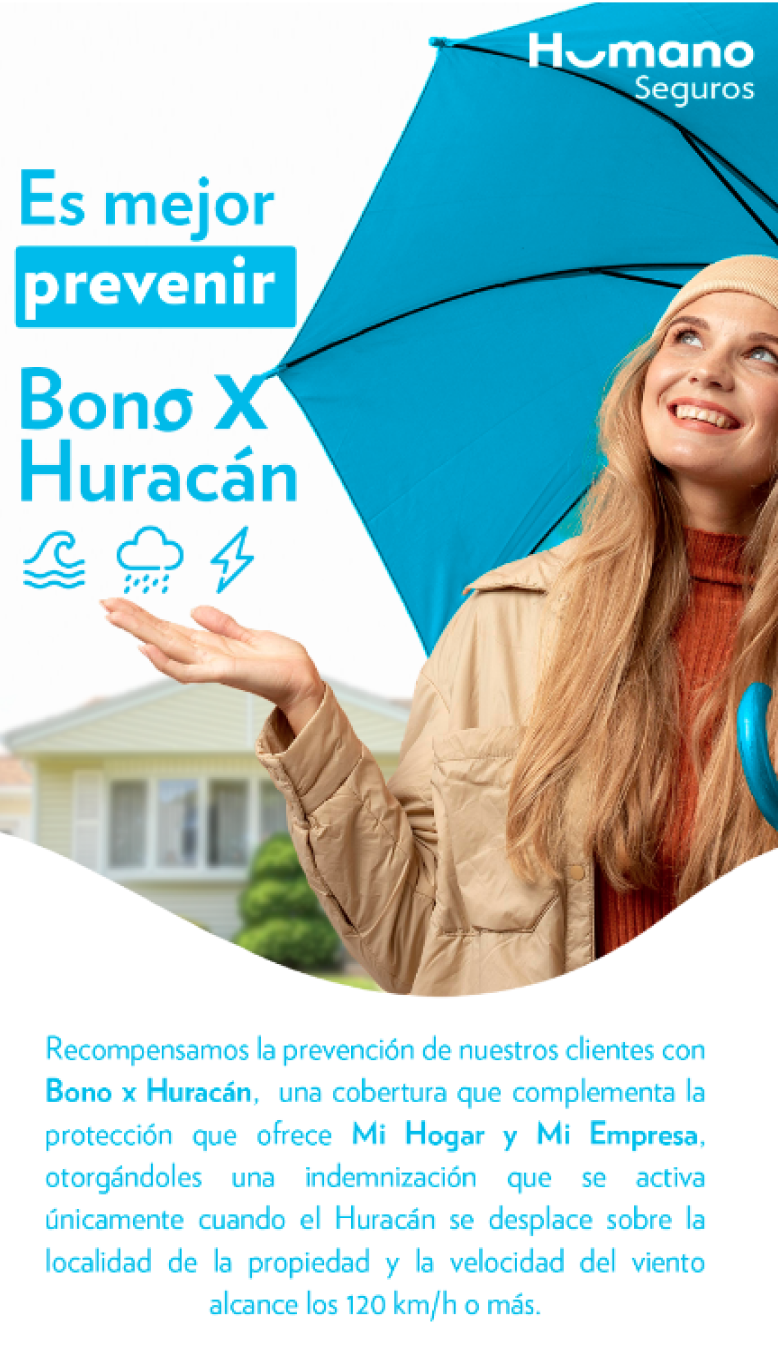 Humano
Seguros
Es mejor
prevenir
Bono X
Huracán
Recompensamos la prevención de nuestros clientes con
Bono x Huracán, una cobertura que complementa la
protección que ofrece Mi Hogar y Mi Empresa,
otorgándoles una indemnización que se activa
únicamente cuando el Huracán se desplace sobre la
localidad de la propiedad y la velocidad del viento
alcance los 120 km/h o más.